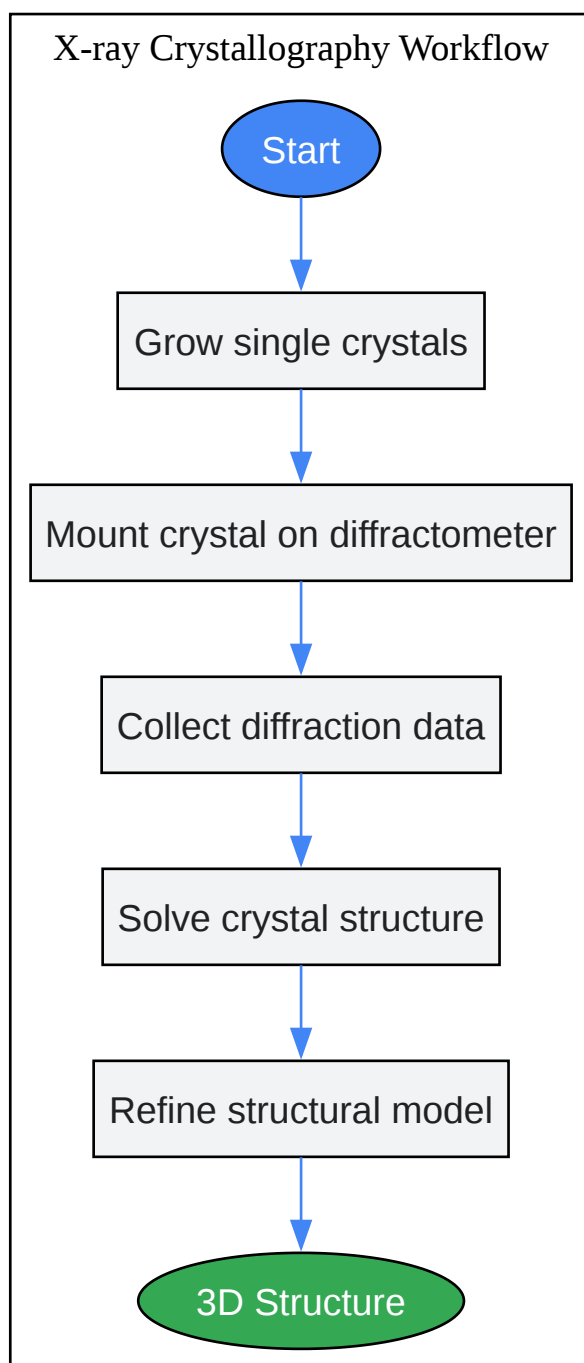 X-ray Crystallography Workflow
Start
Grow single crystals
Mount crystal on diffractometer
Collect diffraction data
Solve crystal structure
Refine structural model
3D Structure